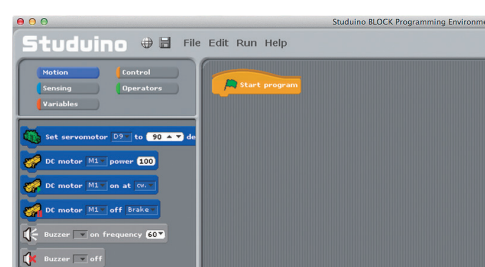 Studuino BLOCK Programming Environme
Studuino File Edit Run Help
Motion Control
Sensing Operators
Variables
Start program
Set servomotor D9 to 90 de
DC motor M1 power 100
DC motor M1 on at cw.
DC motor M1 off Brake
Buzzer on frequency 60
Buzzer off